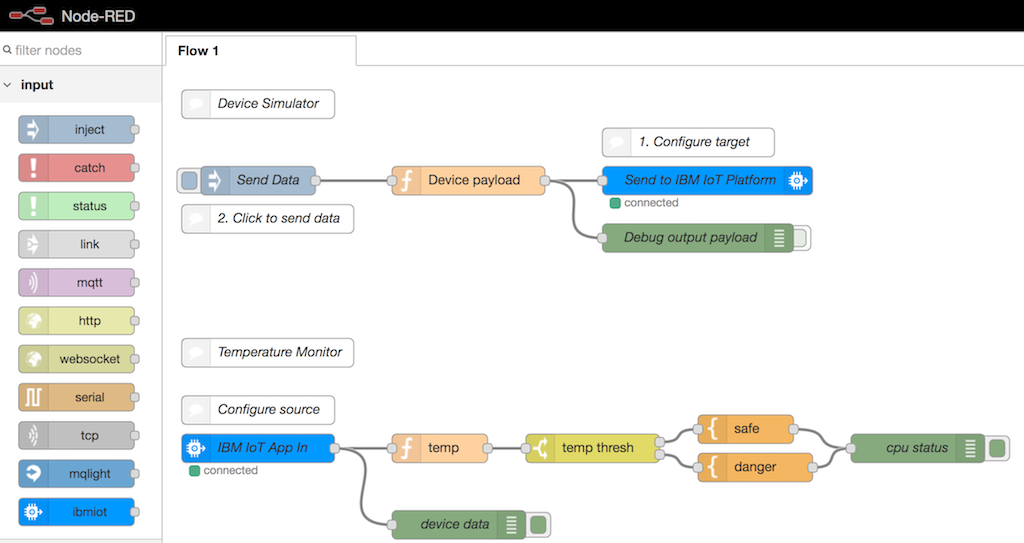 Node-RED
filter nodes
Flow 1
input
inject
catch
status
link
mqtt
http
websocket
serial
tcp
mqlight
ibmiot
Device Simulator
1. Configure target
Send Data
Device payload
Send to IBM IoT Platform
connected
2. Click to send data
Debug output payload
Temperature Monitor
Configure source
IBM IoT App In
connected
temp
temp thresh
safe
danger
cpu status
device data